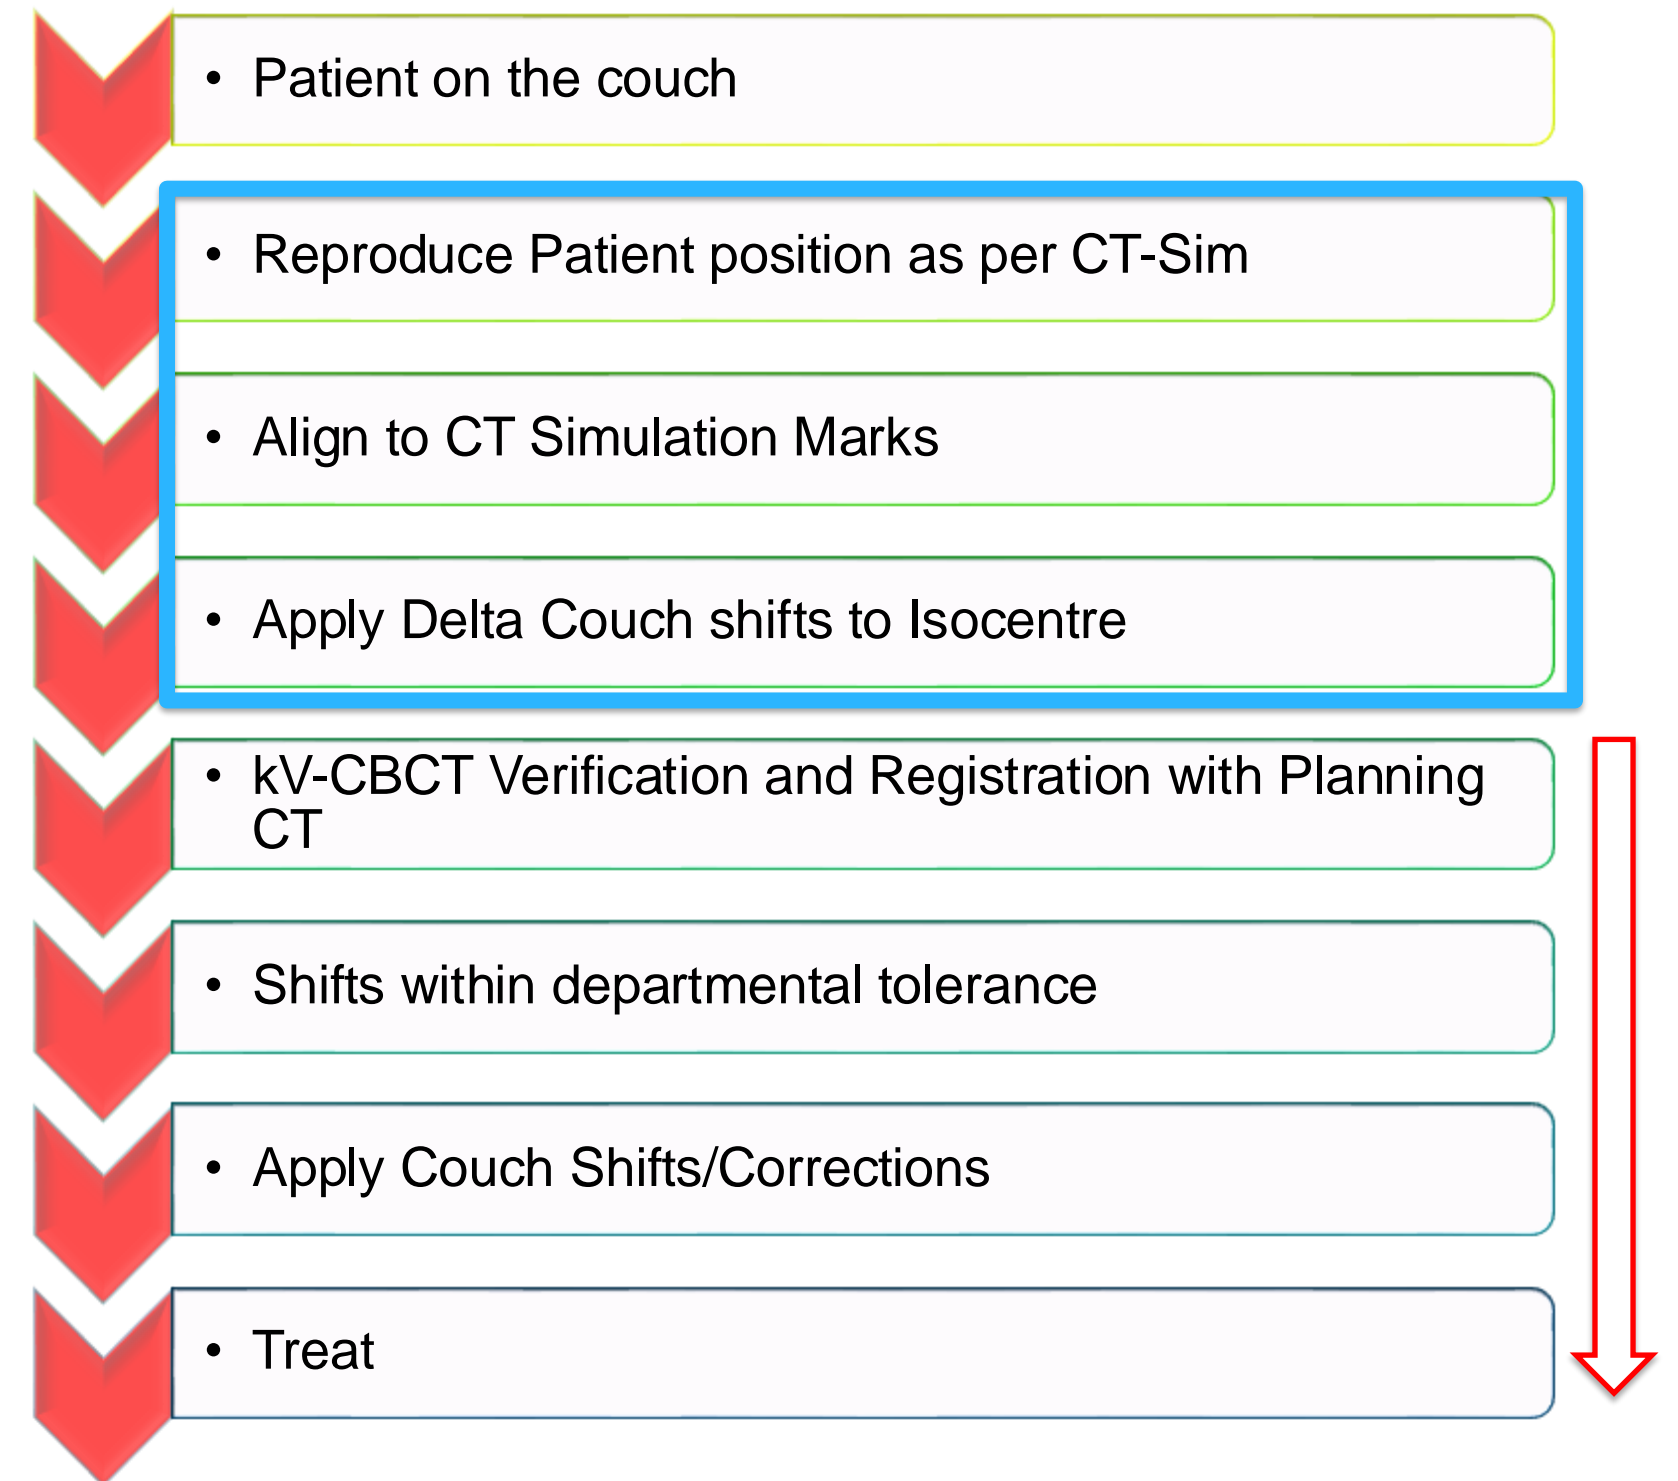 • Patient on the couch
• Reproduce Patient position as per CT-Sim
• Align to CT Simulation Marks
• Apply Delta Couch shifts to Isocentre
• kV-CBCT Verification and Registration with Planning
CT
• Shifts within departmental tolerance
• Apply Couch Shifts/Corrections
• Treat